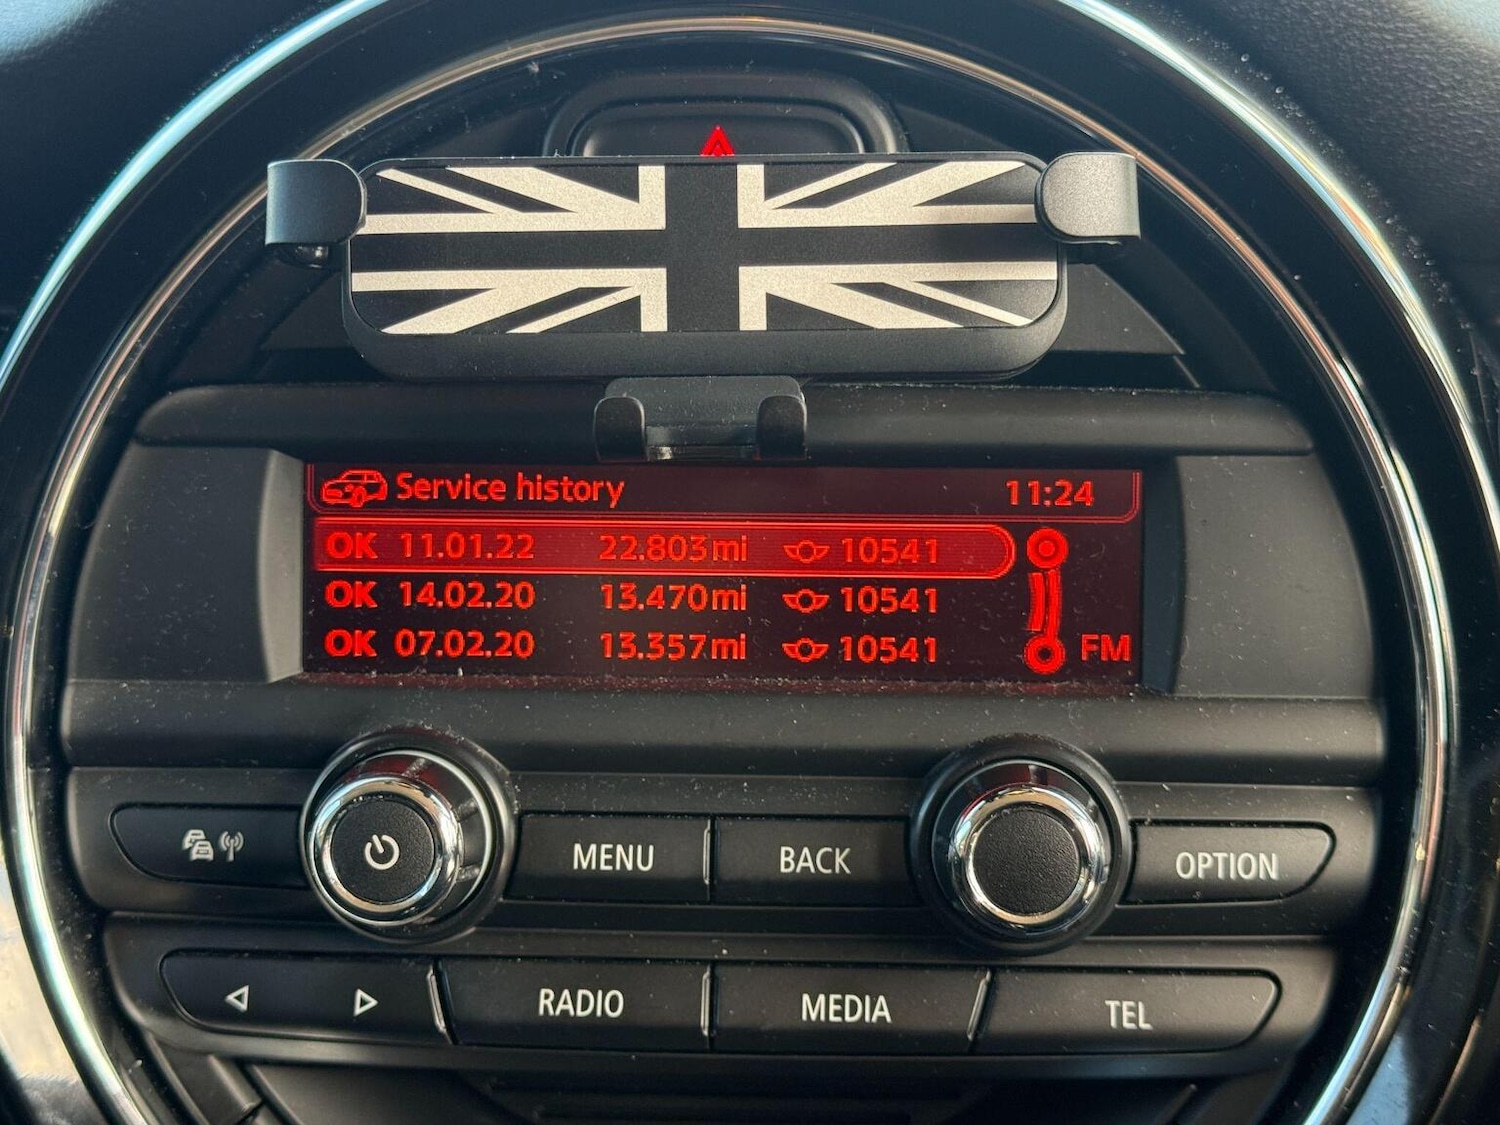 Service history 11:24
OK 11.01.22 22.803mi 10541
OK 14.02.20 13.470mi 10541
OK 07.02.20 13.357mi 10541
FM
MENU BACK OPTION
RADIO MEDIA TEL